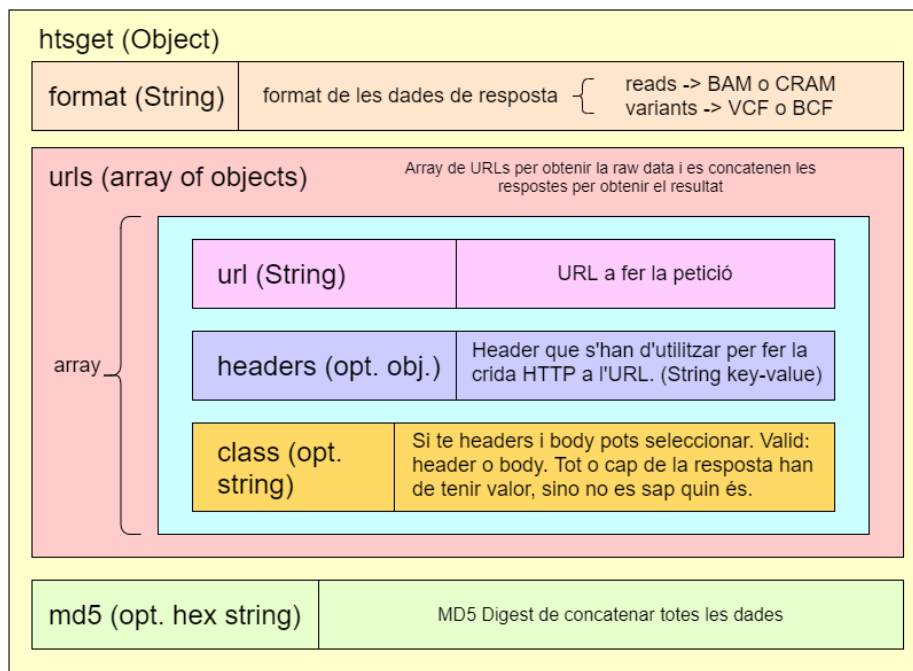 htsget (Object)
format (String)
format de les dades de resposta
reads -> BAM o CRAM
variants -> VCF o BCF
urls (array of objects)
Array de URLs per obtenir la raw data i es concatenen les
respostes per obtenir el resultat
array
url (String)
URL a fer la petició
headers (opt. obj.)
Header que s'han d'utilitzar per fer la
crida HTTP a l'URL. (String key-value)
class (opt.
string)
Si te headers i body pots seleccionar. Valid:
header o body. Tot o cap de la resposta han
de tenir valor, sino no es sap quin és.
md5 (opt. hex string)
MD5 Digest de concatenar totes les dades